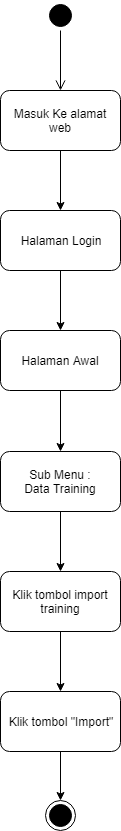 Masuk Ke alamat
web
Halaman Login
Halaman Awal
Sub Menu :
Data Training
Klik tombol import
training
Klik tombol "Import"